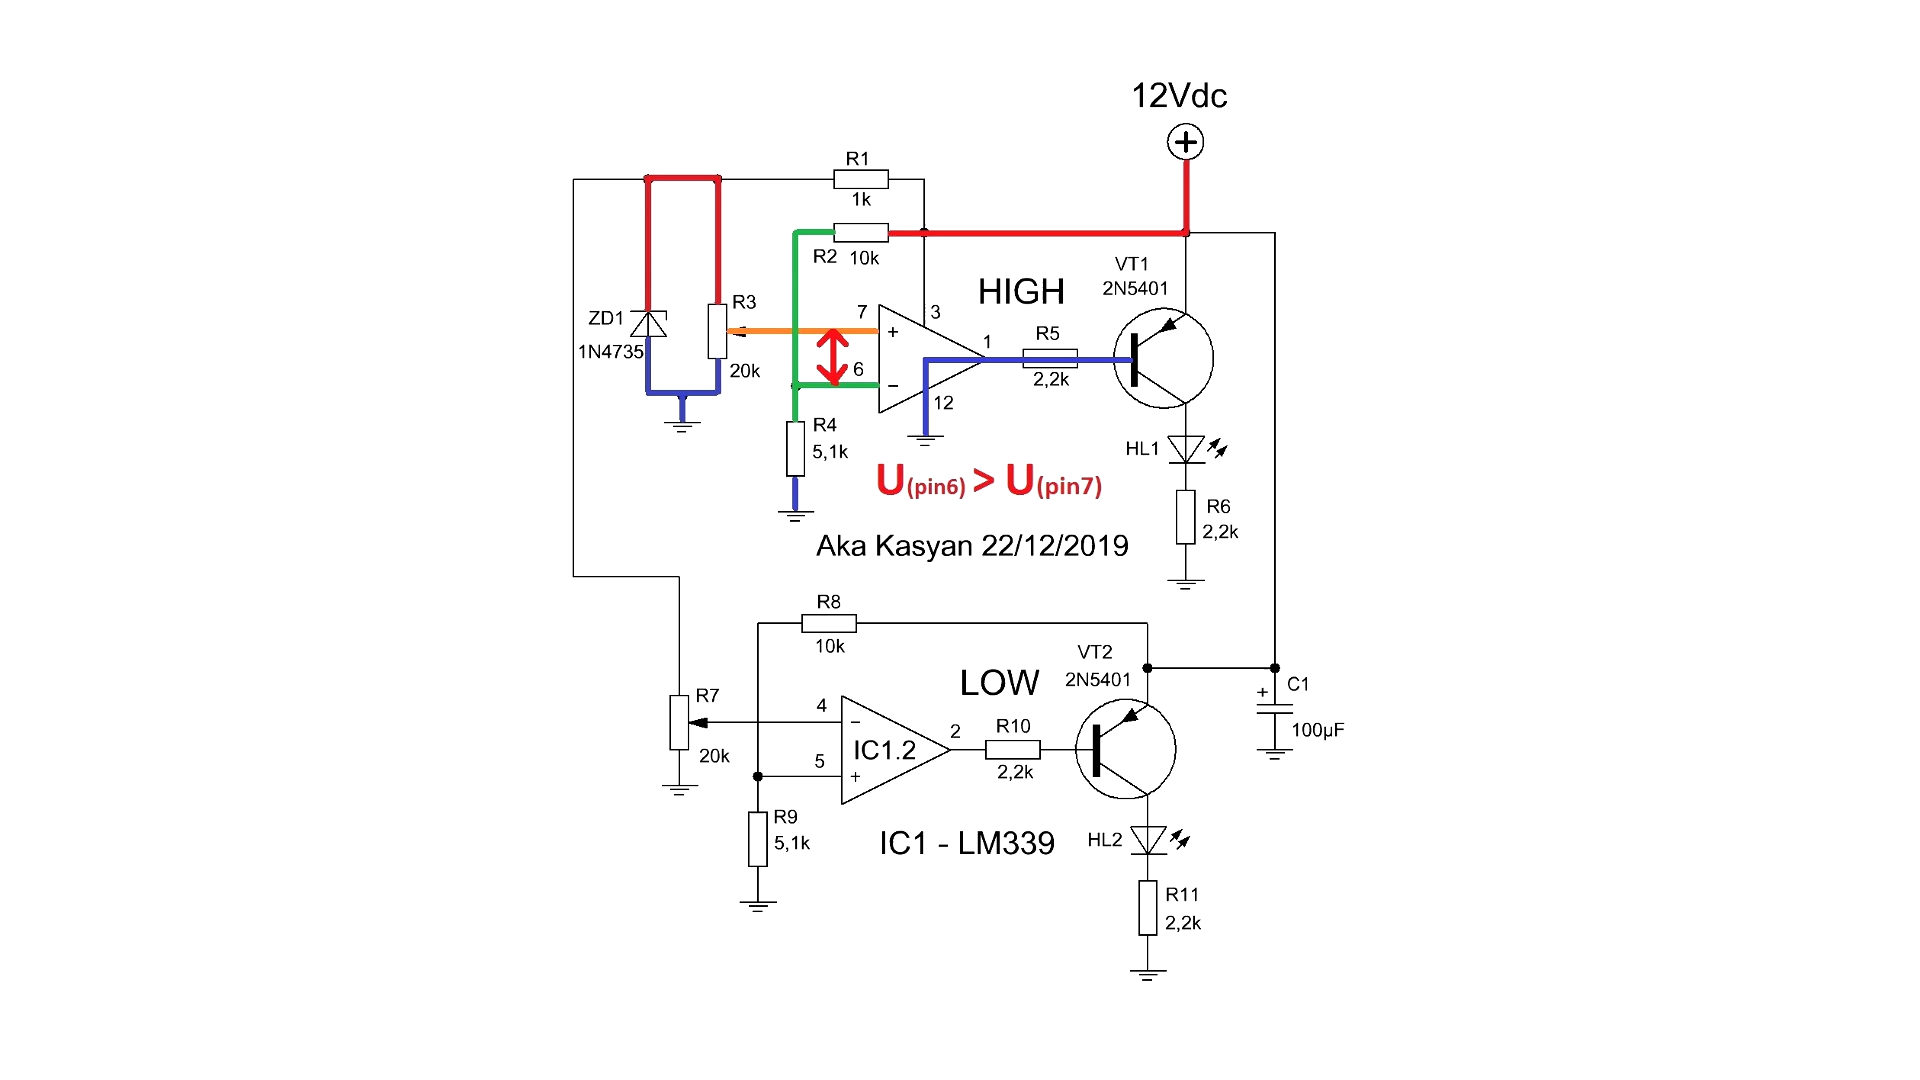 12Vdc
+
R1
1k
R2 10k
HIGH
VT1
2N5401
ZD1
1N4735
R3
20k
7
+
3
6
−
12
1
R5
2,2k
R4
5,1k
HL1
U(pin6) > U(pin7)
R6
2,2k
Aka Kasyan 22/12/2019
R8
10k
LOW
VT2
2N5401
+ C1
100µF
R7
20k
4
−
IC1.2
5
+
2
R10
2,2k
R9
5,1k
IC1 - LM339
HL2
R11
2,2k